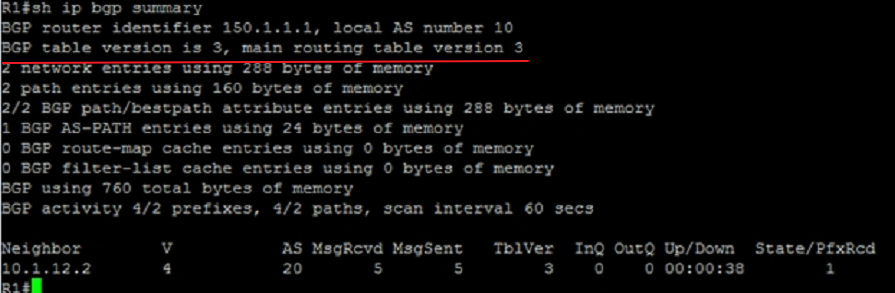 R1#sh ip bgp summary
BGP router identifier 150.1.1.1, local AS number 10
BGP table version is 3, main routing table version 3
2 network entries using 288 bytes of memory
2 path entries using 160 bytes of memory
2/2 BGP path/bestpath attribute entries using 288 bytes of memory
1 BGP AS-PATH entries using 24 bytes of memory
0 BGP route-map cache entries using 0 bytes of memory
0 BGP filter-list cache entries using 0 bytes of memory
BGP using 760 total bytes of memory
BGP activity 4/2 prefixes, 4/2 paths, scan interval 60 secs
Neighbor V AS MsgRcvd MsgSent TblVer InQ OutQ Up/Down State/PfxRcd
10.1.12.2 4 20 5 5 3 0 0 00:00:38 1
R1#